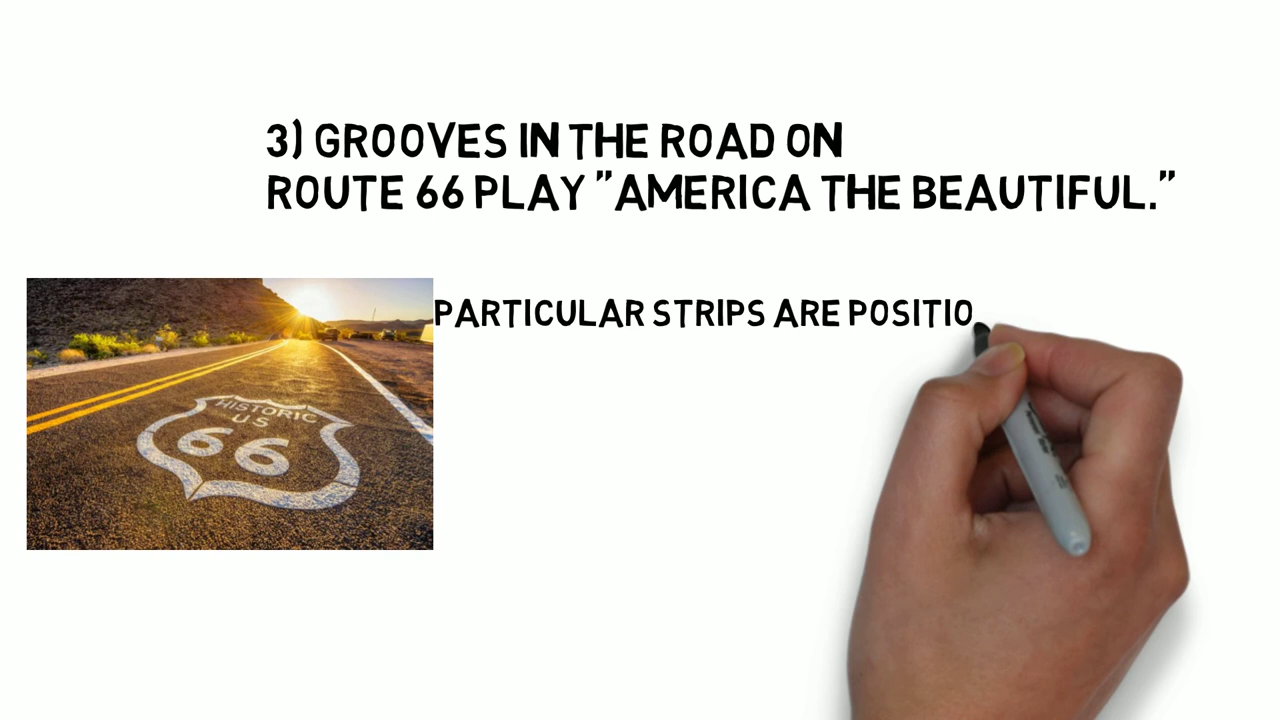 3) GROOVES IN THE ROAD ON
ROUTE 66 PLAY "AMERICA THE BEAUTIFUL."
PARTICULAR STRIPS ARE POSITIO
HISTORIC
US
66